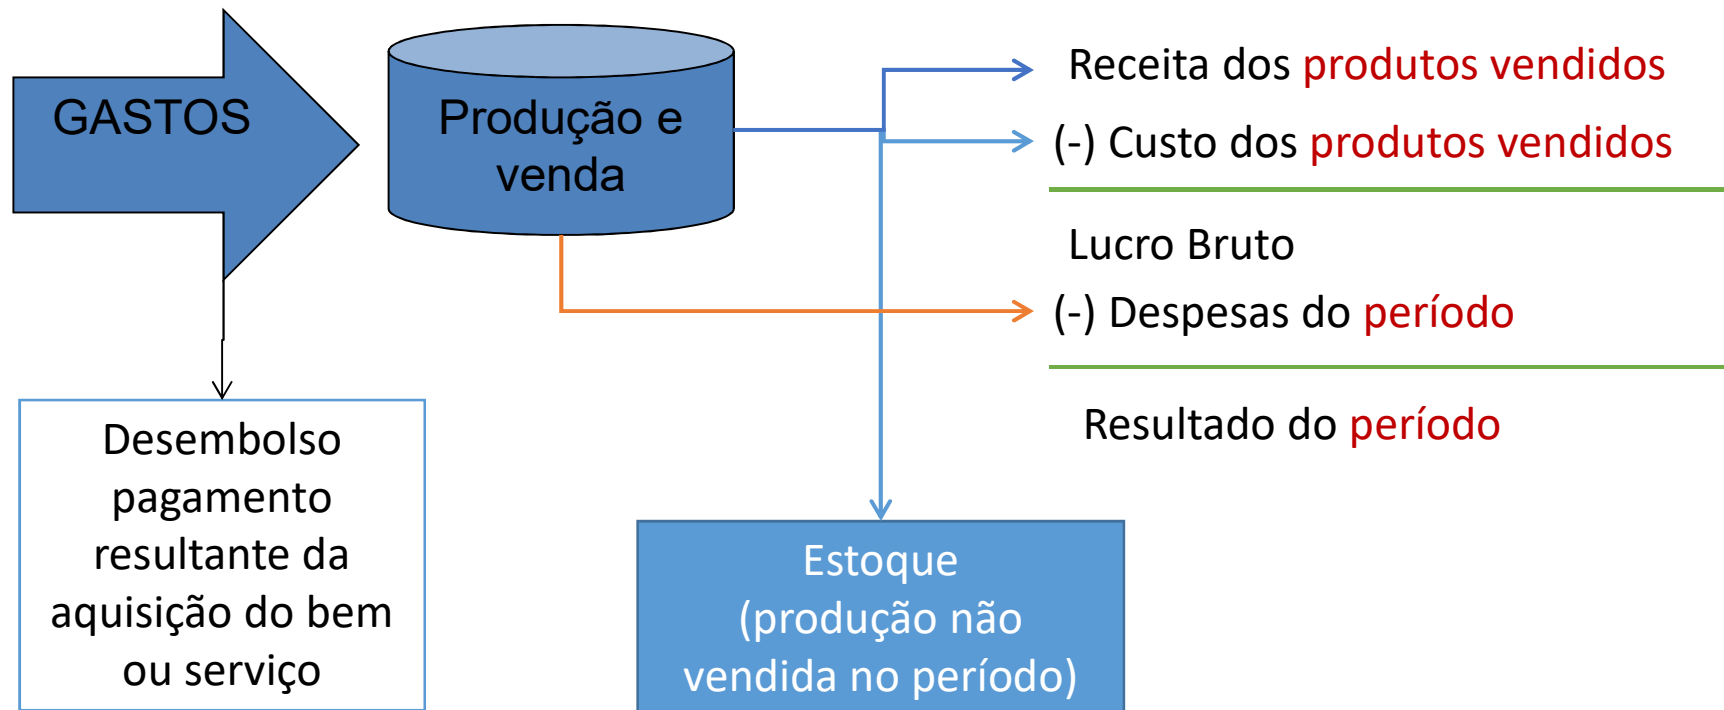 GASTOS
Produção e
venda
Receita dos produtos vendidos
(-) Custo dos produtos vendidos
Lucro Bruto
(-) Despesas do período
Resultado do período
Desembolso
pagamento
resultante da
aquisição do bem
ou serviço
Estoque
(produção não
vendida no período)